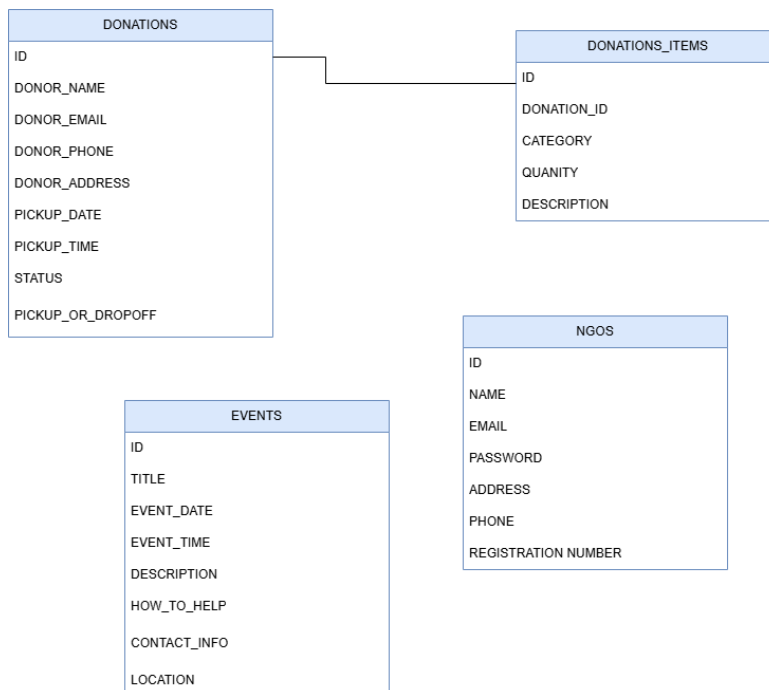 DONATIONS
ID
DONOR_NAME
DONOR_EMAIL
DONOR_PHONE
DONOR_ADDRESS
PICKUP_DATE
PICKUP_TIME
STATUS
PICKUP_OR_DROPOFF
DONATIONS_ITEMS
ID
DONATION_ID
CATEGORY
QUANITY
DESCRIPTION
NGOS
ID
NAME
EMAIL
PASSWORD
ADDRESS
PHONE
REGISTRATION NUMBER
EVENTS
ID
TITLE
EVENT_DATE
EVENT_TIME
DESCRIPTION
HOW_TO_HELP
CONTACT_INFO
LOCATION